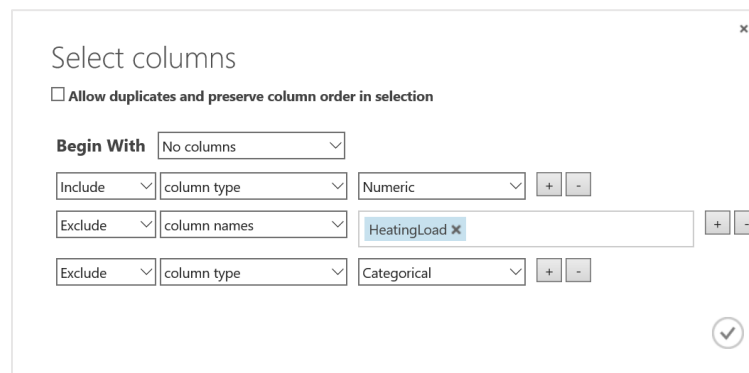 ×
Select columns
Allow duplicates and preserve column order in selection
Begin With No columns
Include column type Numeric + -
Exclude column names HeatingLoad × + -
Exclude column type Categorical + -